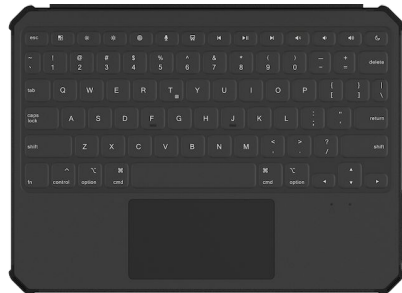 esc
~ ! @ # $ % ^ & * ( ) — +
` 1 2 3 4 5 6 7 8 9 0 - = delete
tab Q W E R T Y U I O P { } |
[ ] \
caps lock A S D F G H J K L : " return
; '
shift Z X C V B N M < > ? shift
, . /
fn control option cmd cmd option